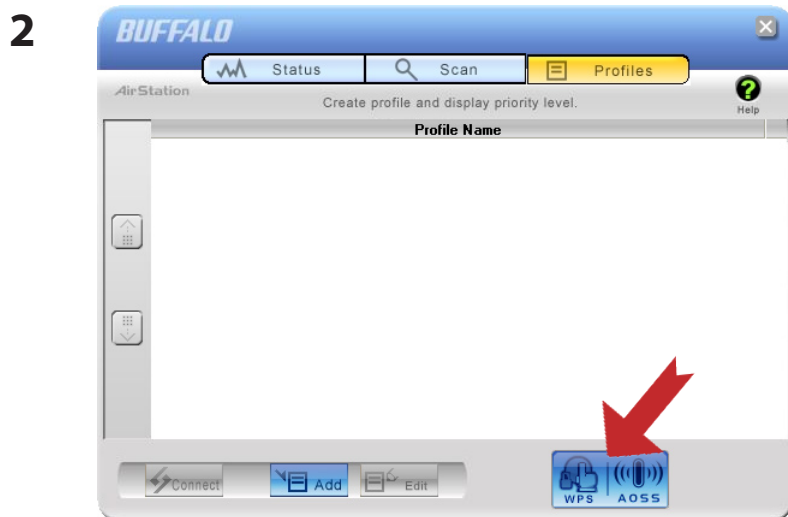 2
BUFFALO
Status Scan Profiles
AirStation
Create profile and display priority level.
Help
Profile Name
Connect Add Edit
WPS AOSS